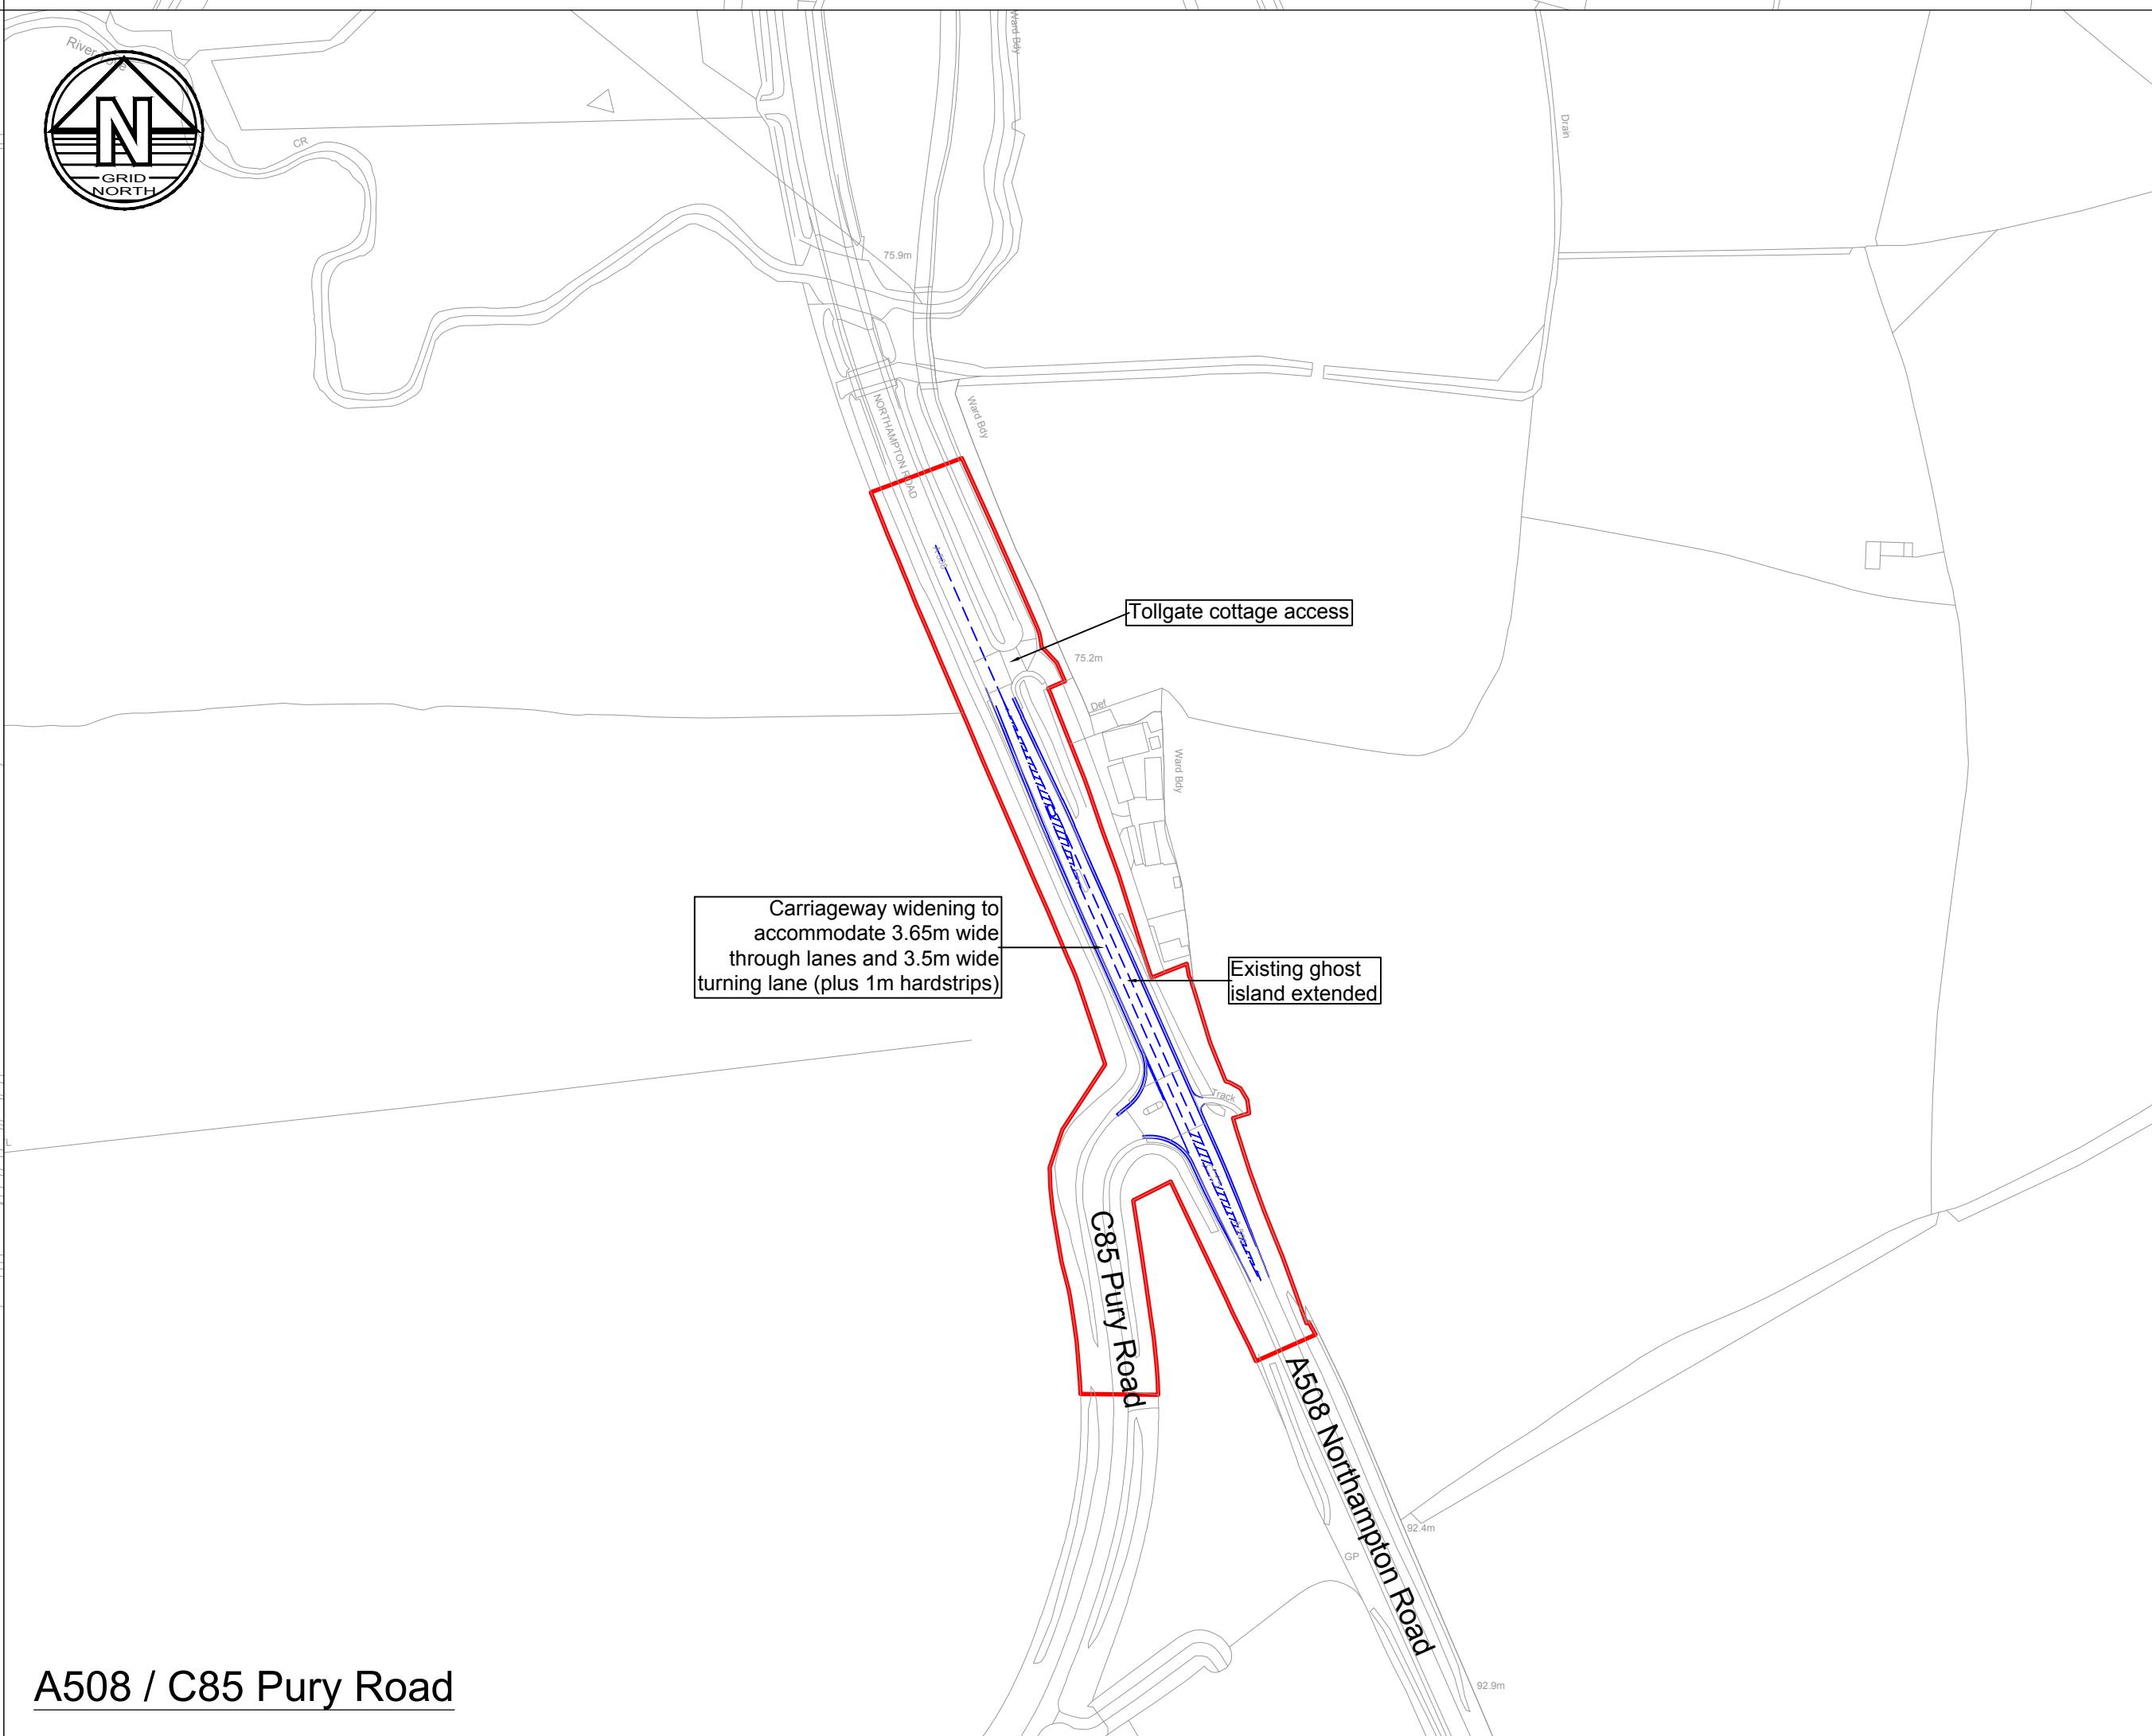 Ward Bdy
N
GRID
NORTH
CR
Drain
75.9m
NORTHAMPTON ROAD
Ward Bdy
Tollgate cottage access
75.2m
Def
Ward Bdy
Carriageway widening to
accommodate 3.65m wide
through lanes and 3.5m wide
turning lane (plus 1m hardstrips)
Existing ghost
island extended
Track
C85 Pury Road
A508 Northampton Road
92.4m
GP
92.9m
A508 / C85 Pury Road